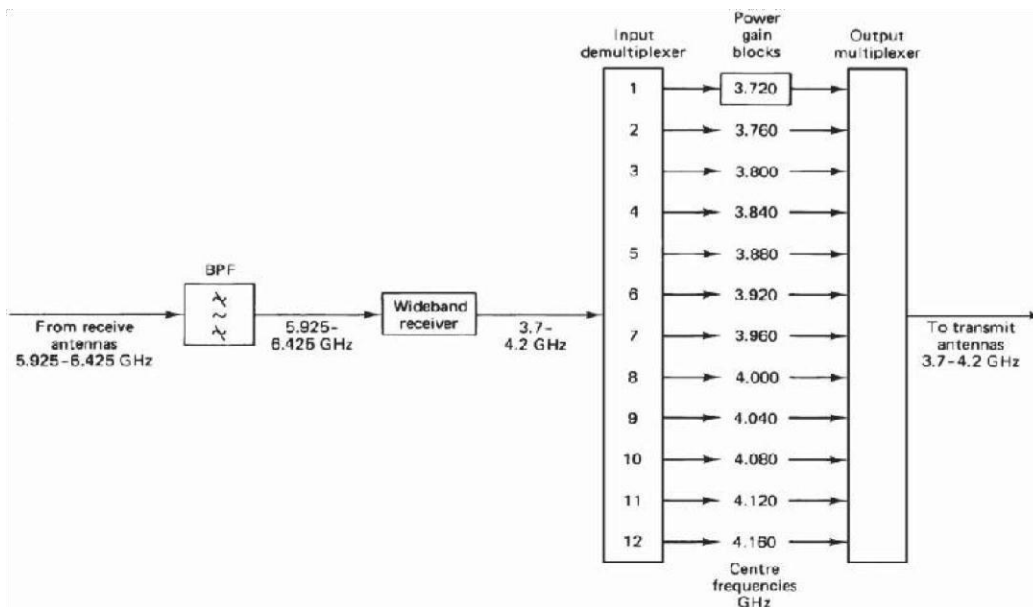 Power
gain
blocks
Input
demultiplexer
Output
multiplexer
1
3.720
2
3.760
3
3.800
4
3.840
5
3.880
6
3.920
7
3.960
8
4.000
9
4.040
10
4.080
11
4.120
12
4.160
BPF
From receive
antennas
5.925–6.425 GHz
5.925–
6.425 GHz
Wideband
receiver
3.7–
4.2 GHz
To transmit
antennas
3.7–4.2 GHz
Centre
frequencies
GHz